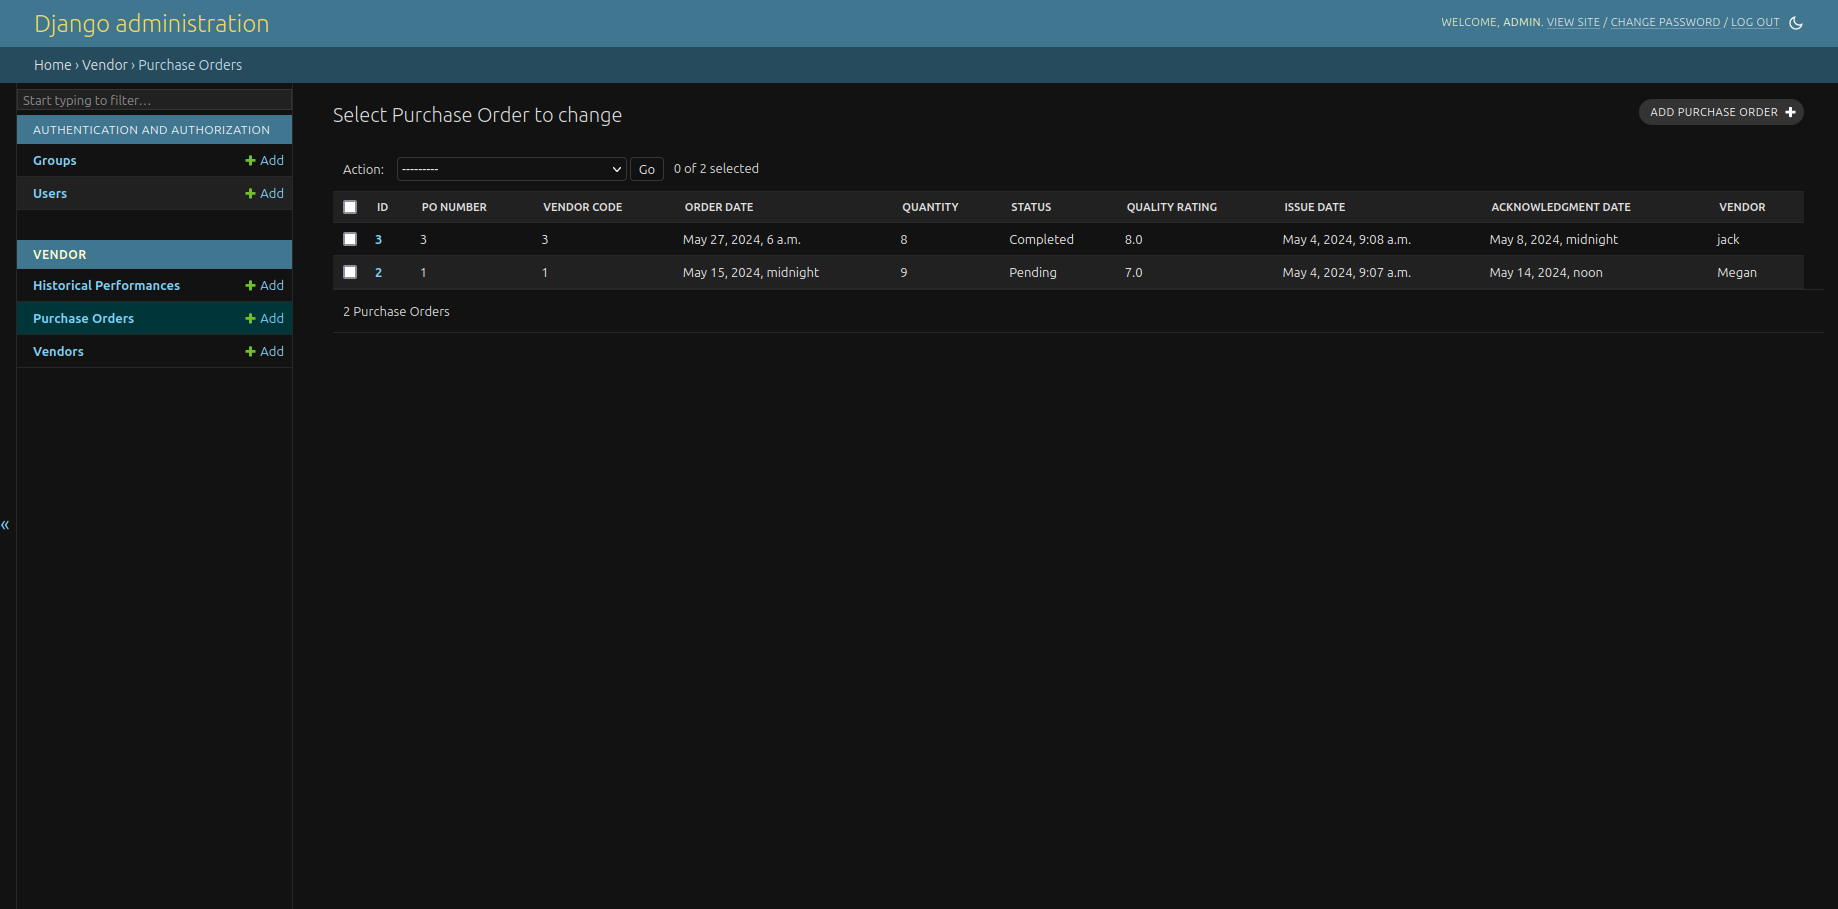 Django administration
WELCOME, ADMIN. VIEW SITE / CHANGE PASSWORD / LOG OUT
Home › Vendor › Purchase Orders
Start typing to filter…
AUTHENTICATION AND AUTHORIZATION
Groups Add
Users Add
VENDOR
Historical Performances Add
Purchase Orders Add
Vendors Add
«
Select Purchase Order to change
ADD PURCHASE ORDER
Action: --------- Go 0 of 2 selected
ID PO NUMBER VENDOR CODE ORDER DATE QUANTITY STATUS QUALITY RATING ISSUE DATE ACKNOWLEDGMENT DATE VENDOR
3 3 3 May 27, 2024, 6 a.m. 8 Completed 8.0 May 4, 2024, 9:08 a.m. May 8, 2024, midnight jack
2 1 1 May 15, 2024, midnight 9 Pending 7.0 May 4, 2024, 9:07 a.m. May 14, 2024, noon Megan
2 Purchase Orders